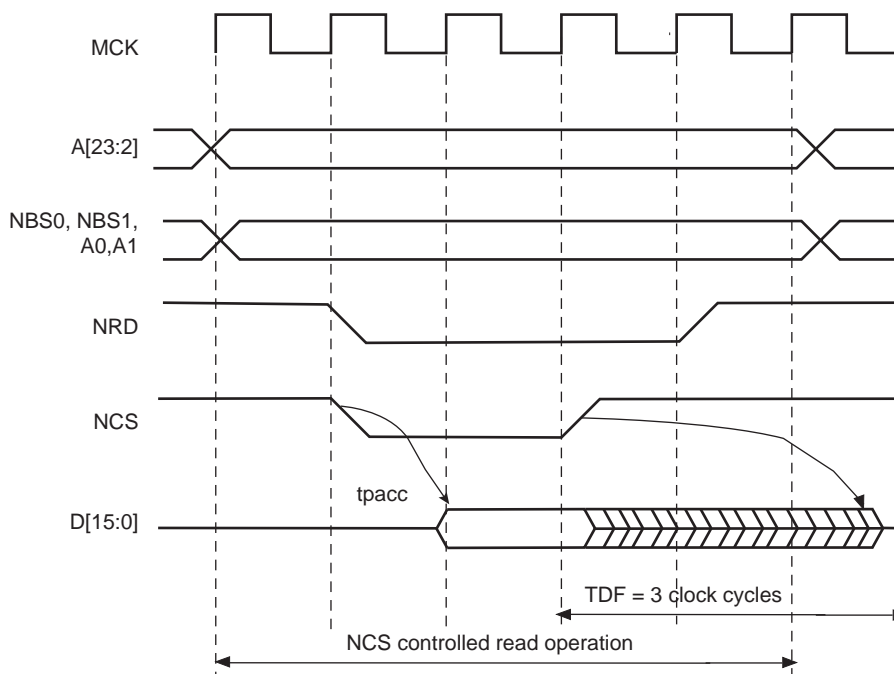 MCK
A[23:2]
NBS0, NBS1,
A0,A1
NRD
NCS
tpacc
D[15:0]
TDF = 3 clock cycles
NCS controlled read operation